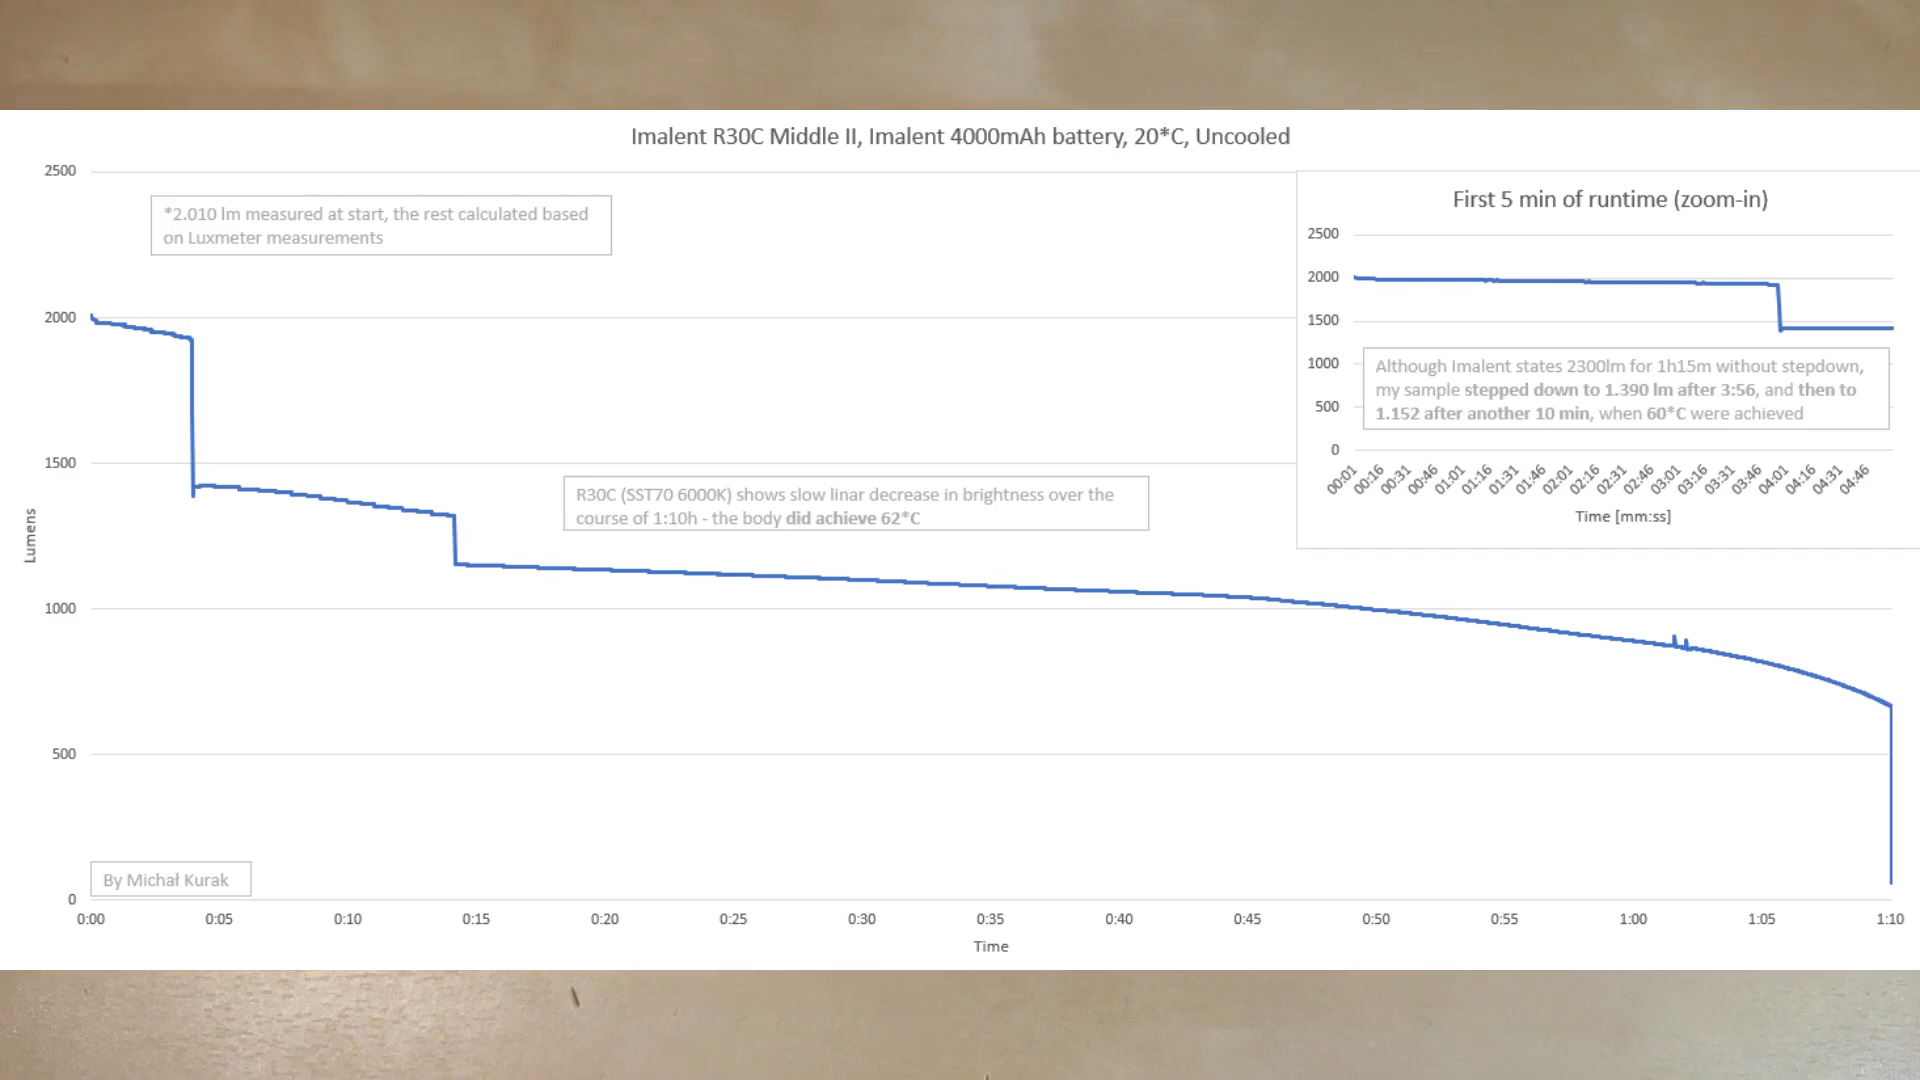 Imalent R30C Middle II, Imalent 4000mAh battery, 20*C, Uncooled
2500
2000
1500
1000
500
0
Lumens
*2.010 lm measured at start, the rest calculated based
on Luxmeter measurements
R30C (SST70 6000K) shows slow linar decrease in brightness over the
course of 1:10h - the body did achieve 62*C
By Michał Kurak
0:00 0:05 0:10 0:15 0:20 0:25 0:30 0:35 0:40 0:45 0:50 0:55 1:00 1:05 1:10
Time
First 5 min of runtime (zoom-in)
2500
2000
1500
1000
500
0
Although Imalent states 2300lm for 1h15m without stepdown,
my sample stepped down to 1.390 lm after 3:56, and then to
1.152 after another 10 min, when 60*C were achieved
00:01 00:16 00:31 00:46 01:01 01:16 01:31 01:46 02:01 02:16 02:31 02:46 03:01 03:16 03:31 03:46 04:01 04:16 04:31 04:46
Time [mm:ss]